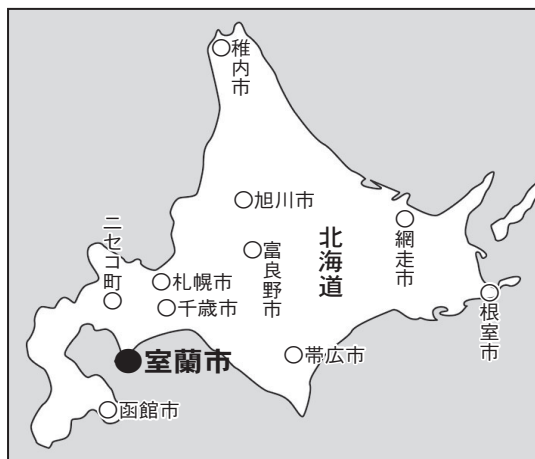 稚内市
旭川市
北海道
網走市
富良野市
ニセコ町
札幌市
千歳市
根室市
室蘭市
帯広市
函館市